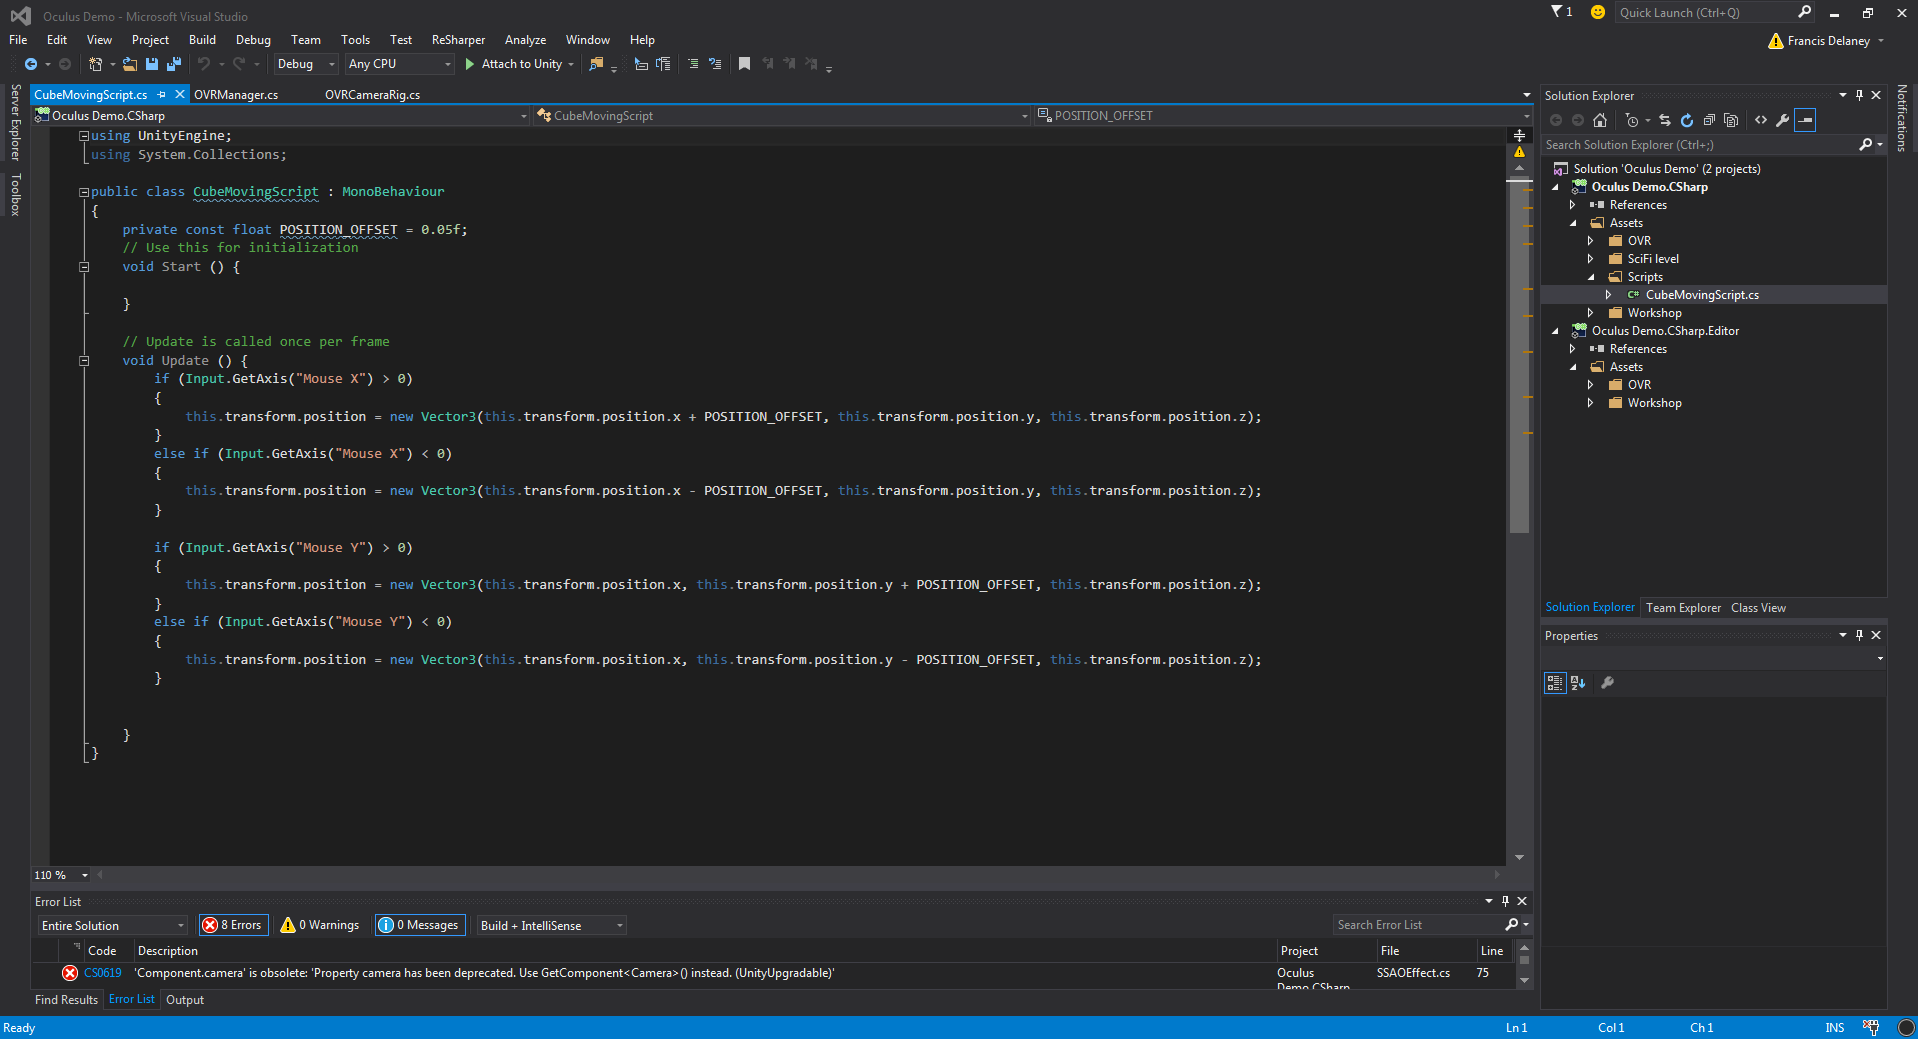 Oculus Demo - Microsoft Visual Studio
1
Quick Launch (Ctrl+Q)
File Edit View Project Build Debug Team Tools Test ReSharper Analyze Window Help
Francis Delaney
Debug Any CPU Attach to Unity
Server Explorer
Toolbox
CubeMovingScript.cs OVRManager.cs OVRCameraRig.cs
Oculus Demo.CSharp CubeMovingScript POSITION_OFFSET
using UnityEngine;
using System.Collections;
public class CubeMovingScript : MonoBehaviour
{
private const float POSITION_OFFSET = 0.05f;
// Use this for initialization
void Start () {
}
// Update is called once per frame
void Update () {
if (Input.GetAxis("Mouse X") > 0)
{
this.transform.position = new Vector3(this.transform.position.x + POSITION_OFFSET, this.transform.position.y, this.transform.position.z);
}
else if (Input.GetAxis("Mouse X") < 0)
{
this.transform.position = new Vector3(this.transform.position.x - POSITION_OFFSET, this.transform.position.y, this.transform.position.z);
}
if (Input.GetAxis("Mouse Y") > 0)
{
this.transform.position = new Vector3(this.transform.position.x, this.transform.position.y + POSITION_OFFSET, this.transform.position.z);
}
else if (Input.GetAxis("Mouse Y") < 0)
{
this.transform.position = new Vector3(this.transform.position.x, this.transform.position.y - POSITION_OFFSET, this.transform.position.z);
}
}
}
110 %
Solution Explorer
Search Solution Explorer (Ctrl+;)
Solution 'Oculus Demo' (2 projects)
Oculus Demo.CSharp
References
Assets
OVR
SciFi level
Scripts
C# CubeMovingScript.cs
Workshop
Oculus Demo.CSharp.Editor
References
Assets
OVR
Workshop
Solution Explorer Team Explorer Class View
Properties
Notifications
Error List
Entire Solution 8 Errors 0 Warnings 0 Messages Build + IntelliSense Search Error List
Code Description Project File Line
CS0619 'Component.camera' is obsolete: 'Property camera has been deprecated. Use GetComponent<Camera>() instead. (UnityUpgradable)' Oculus SSAOEffect.cs 75
Demo.CSharp
Find Results Error List Output
Ready Ln 1 Col 1 Ch 1 INS